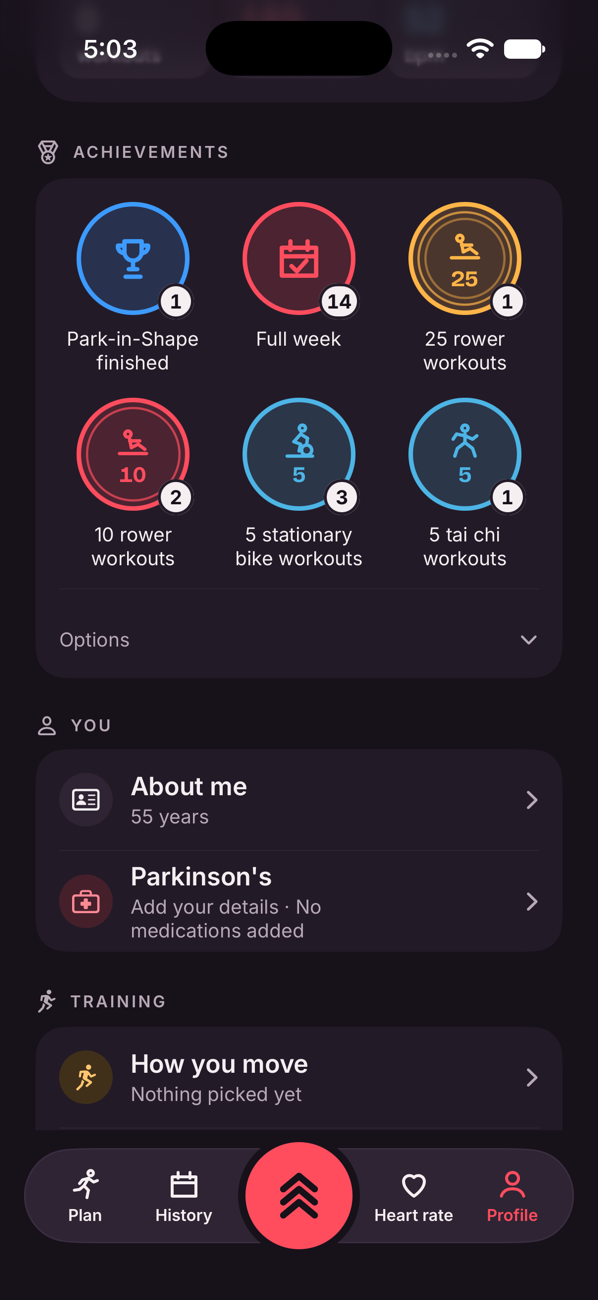 5:03
ACHIEVEMENTS
1
14
25
1
Park-in-Shape
finished
Full week
25 rower
workouts
10
2
5
3
5
1
10 rower
workouts
5 stationary
bike workouts
5 tai chi
workouts
Options
YOU
About me
55 years
Parkinson's
Add your details · No
medications added
TRAINING
How you move
Nothing picked yet
Plan
History
Heart rate
Profile